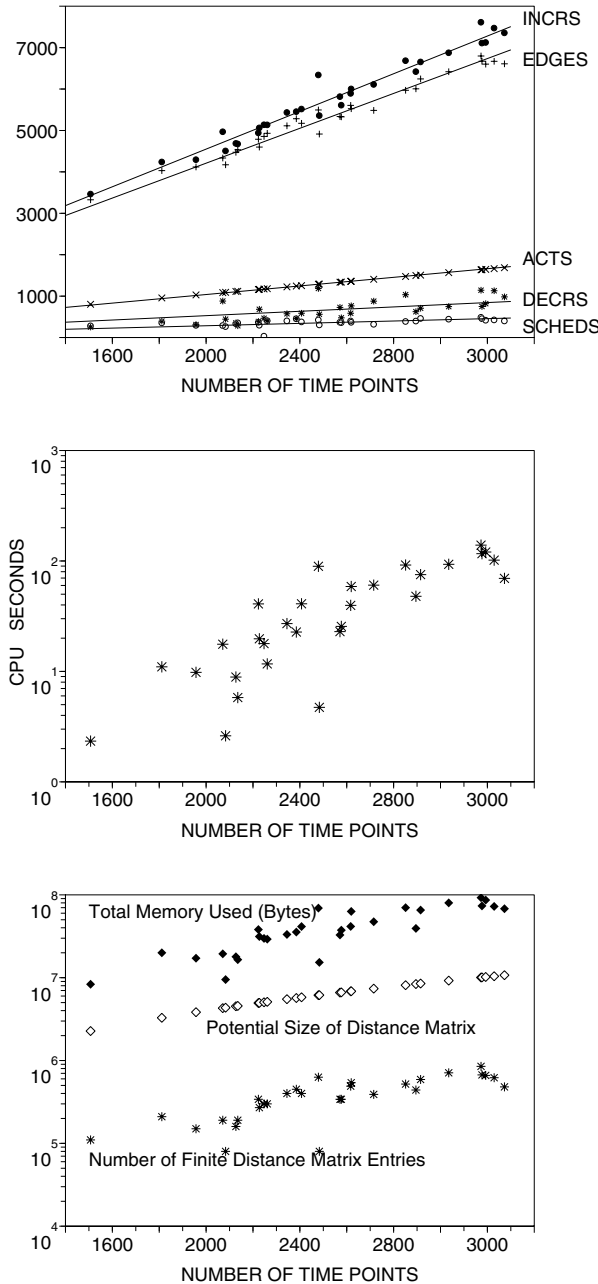 INCRS
7000
EDGES
5000
3000
ACTS
1000
DECRS
SCHEDS
1600 2000 2400 2800 3000
NUMBER OF TIME POINTS
10 3
10 2
CPU SECONDS
10 1
10 0
1600 2000 2400 2800 3000
NUMBER OF TIME POINTS
10 8
Total Memory Used (Bytes)
10 7
Potential Size of Distance Matrix
10 6
10 5
Number of Finite Distance Matrix Entries
10 4
1600 2000 2400 2800 3000
NUMBER OF TIME POINTS